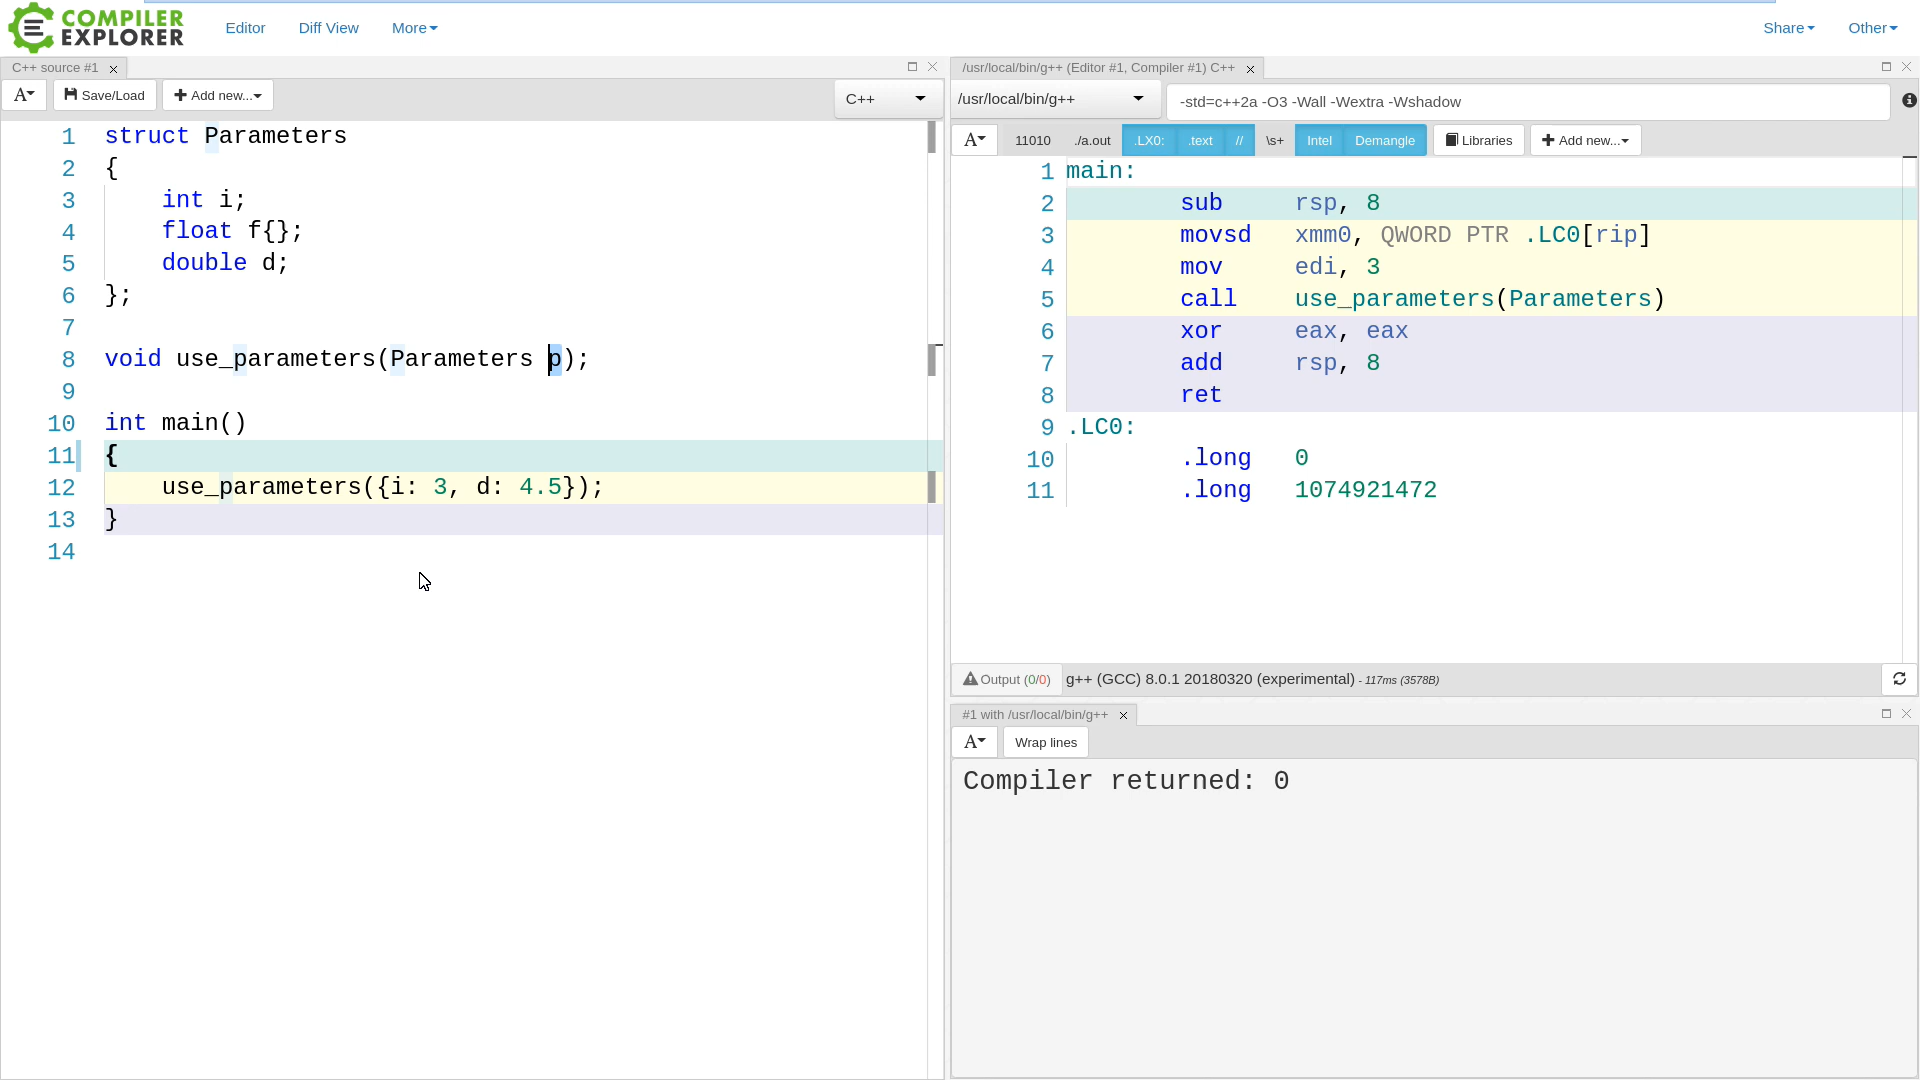 COMPILER
EXPLORER
Editor
Diff View
More
Share
Other
C++ source #1
A
Save/Load
Add new...
C++
1 struct Parameters
2 {
3     int i;
4     float f{};
5     double d;
6 };
7
8 void use_parameters(Parameters p);
9
10 int main()
11 {
12     use_parameters({i: 3, d: 4.5});
13 }
14
/usr/local/bin/g++ (Editor #1, Compiler #1) C++
/usr/local/bin/g++
-std=c++2a -O3 -Wall -Wextra -Wshadow
A
11010
./a.out
.LX0:
.text
//
\s+
Intel
Demangle
Libraries
Add new...
1 main:
2         sub     rsp, 8
3         movsd   xmm0, QWORD PTR .LC0[rip]
4         mov     edi, 3
5         call    use_parameters(Parameters)
6         xor     eax, eax
7         add     rsp, 8
8         ret
9 .LC0:
10         .long   0
11         .long   1074921472
Output (0/0)
g++ (GCC) 8.0.1 20180320 (experimental) - 117ms (3578B)
#1 with /usr/local/bin/g++
A
Wrap lines
Compiler returned: 0